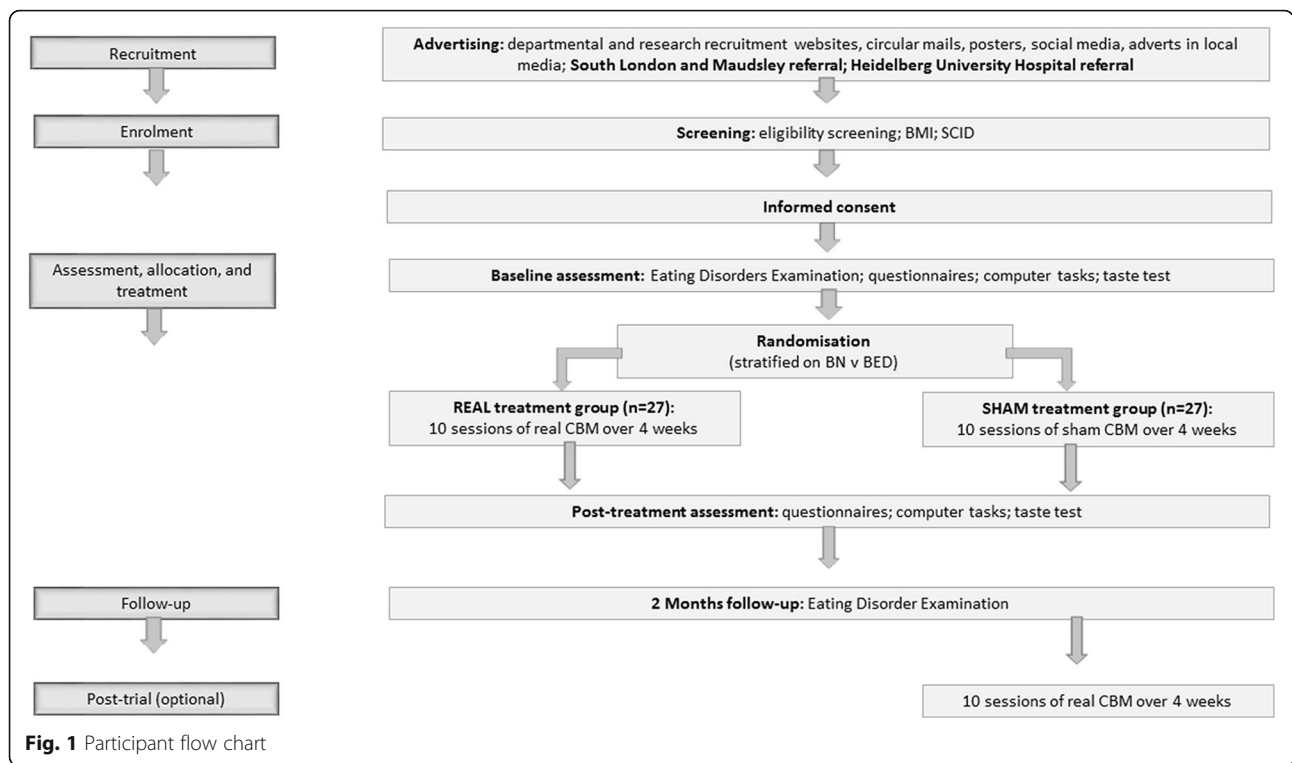 Recruitment
Advertising: departmental and research recruitment websites, circular mails, posters, social media, adverts in local
media; South London and Maudsley referral; Heidelberg University Hospital referral
Enrolment
Screening: eligibility screening; BMI; SCID
Informed consent
Assessment, allocation, and
treatment
Baseline assessment: Eating Disorders Examination; questionnaires; computer tasks; taste test
Randomisation
(stratified on BN v BED)
REAL treatment group (n=27):
10 sessions of real CBM over 4 weeks
SHAM treatment group (n=27):
10 sessions of sham CBM over 4 weeks
Post-treatment assessment: questionnaires; computer tasks; taste test
Follow-up
2 Months follow-up: Eating Disorder Examination
Post-trial (optional)
10 sessions of real CBM over 4 weeks
Fig. 1 Participant flow chart